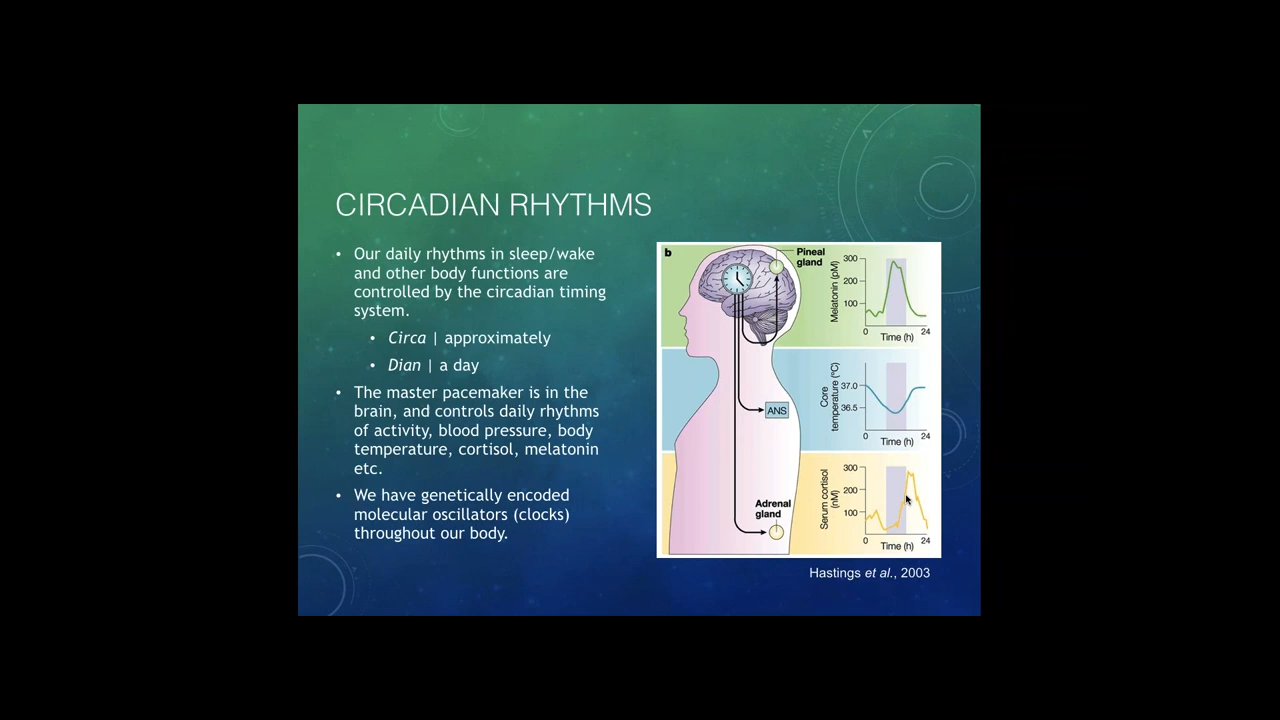 CIRCADIAN RHYTHMS
• Our daily rhythms in sleep/wake
and other body functions are
controlled by the circadian timing
system.
• Circa | approximately
• Dian | a day
• The master pacemaker is in the
brain, and controls daily rhythms
of activity, blood pressure, body
temperature, cortisol, melatonin
etc.
• We have genetically encoded
molecular oscillators (clocks)
throughout our body.
b
Pineal
gland
ANS
Adrenal
gland
Melatonin (pM)
300
200
100
0 24
Time (h)
Core
temperature (°C)
37.0
36.5
0 24
Time (h)
Serum cortisol
(nM)
300
200
100
0 24
Time (h)
Hastings et al., 2003